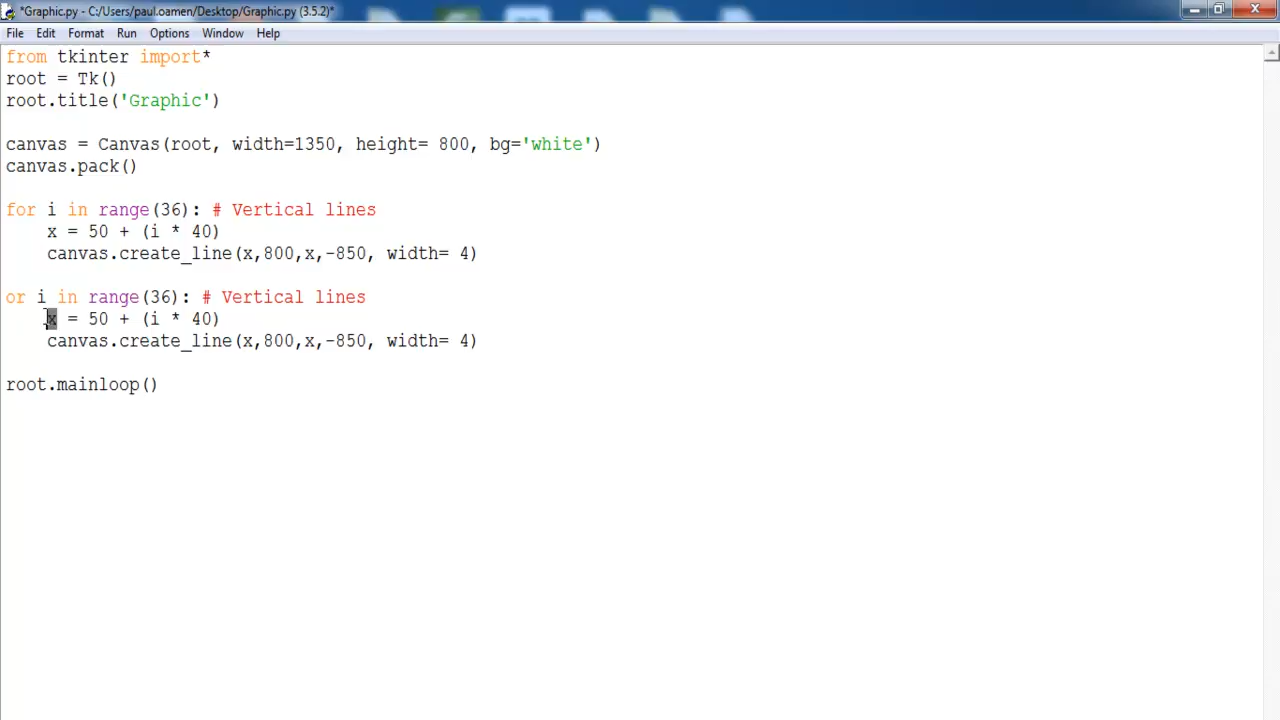 *Graphic.py - C:/Users/paul.oamen/Desktop/Graphic.py (3.5.2)*
File Edit Format Run Options Window Help
from tkinter import*
root = Tk()
root.title('Graphic')
canvas = Canvas(root, width=1350, height= 800, bg='white')
canvas.pack()
for i in range(36): # Vertical lines
    x = 50 + (i * 40)
    canvas.create_line(x,800,x,-850, width= 4)
or i in range(36): # Vertical lines
    x = 50 + (i * 40)
    canvas.create_line(x,800,x,-850, width= 4)
root.mainloop()